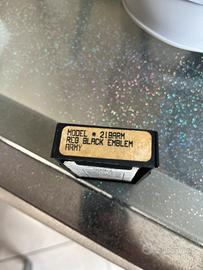 MODEL # 218ARM
REG BLACK EMBLEM
ARMY